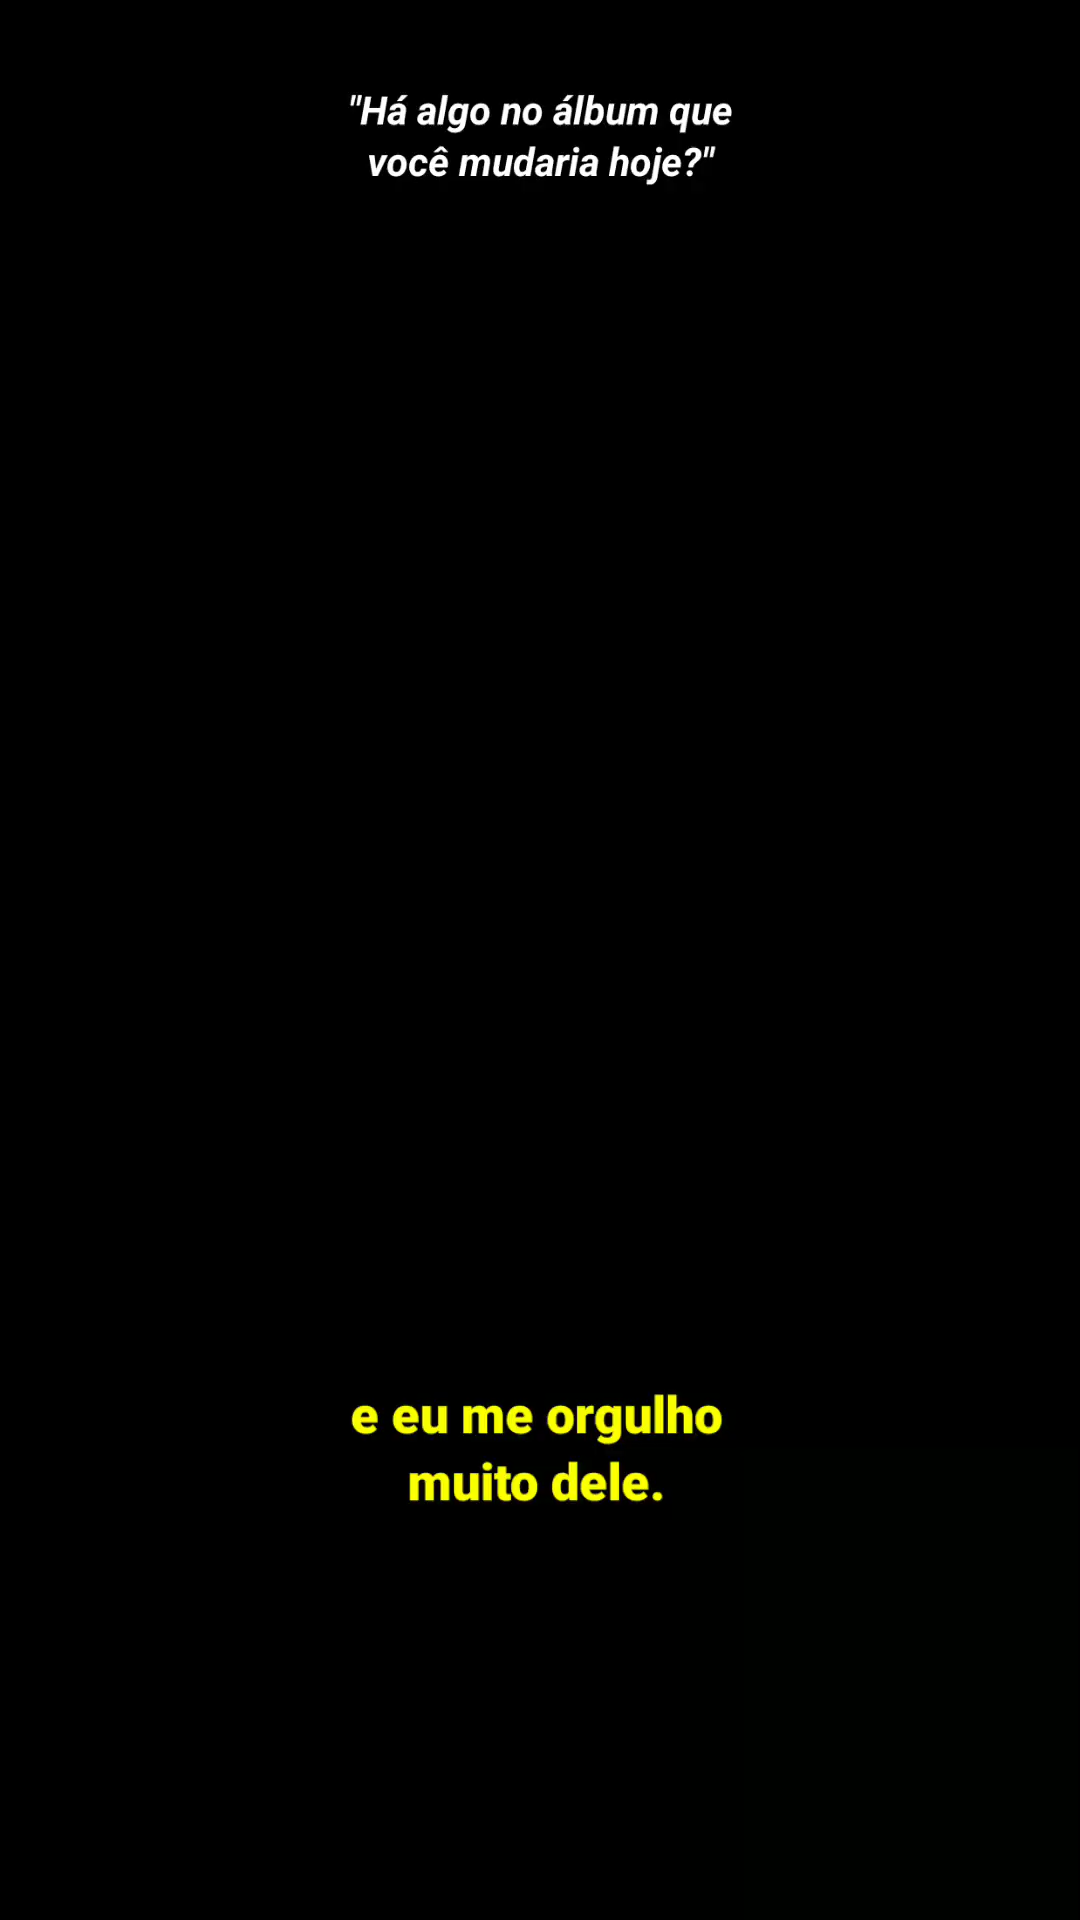 "Há algo no álbum que
você mudaria hoje?"
e eu me orgulho
muito dele.